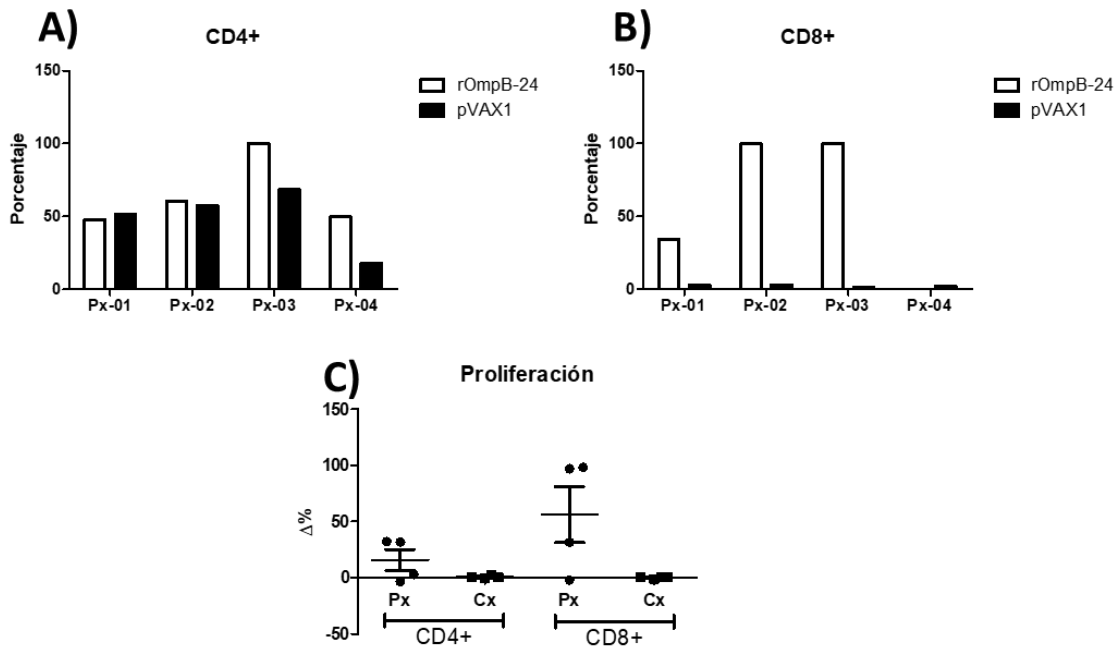 A)
CD4+
150
100
50
0
Porcentaje
Px-01 Px-02 Px-03 Px-04
rOmpB-24
pVAX1
B)
CD8+
150
100
50
0
Porcentaje
Px-01 Px-02 Px-03 Px-04
rOmpB-24
pVAX1
C)
Proliferación
150
100
50
0
-50
Δ%
Px Cx Px Cx
CD4+ CD8+